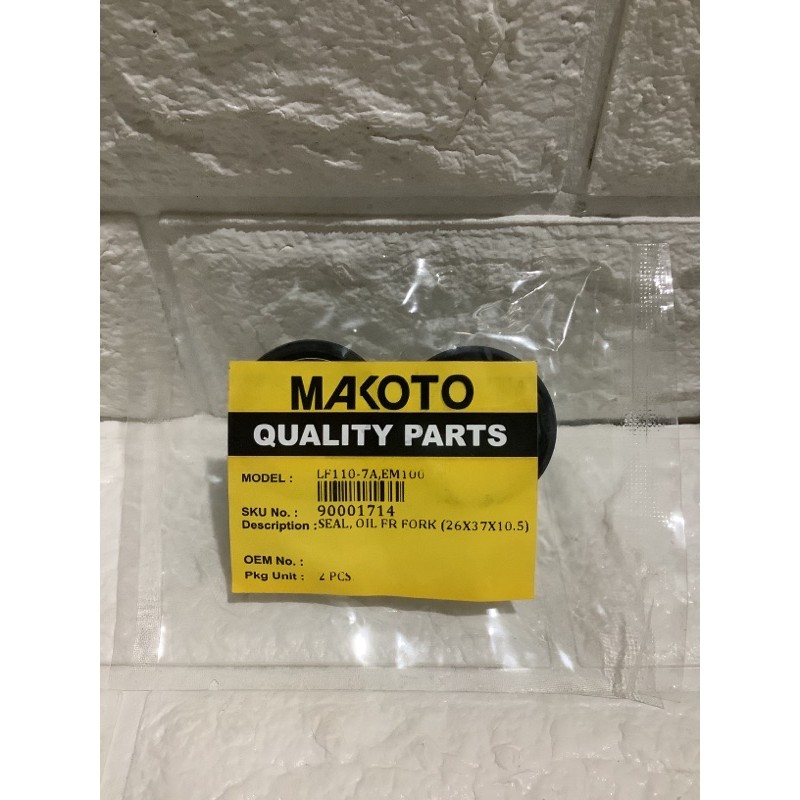 MAKOTO
QUALITY PARTS
MODEL : LF110-7A,EM100
SKU No. : 90001714
Description : SEAL, OIL FR FORK (26X37X10.5)
OEM No. :
Pkg Unit : 2 PCS